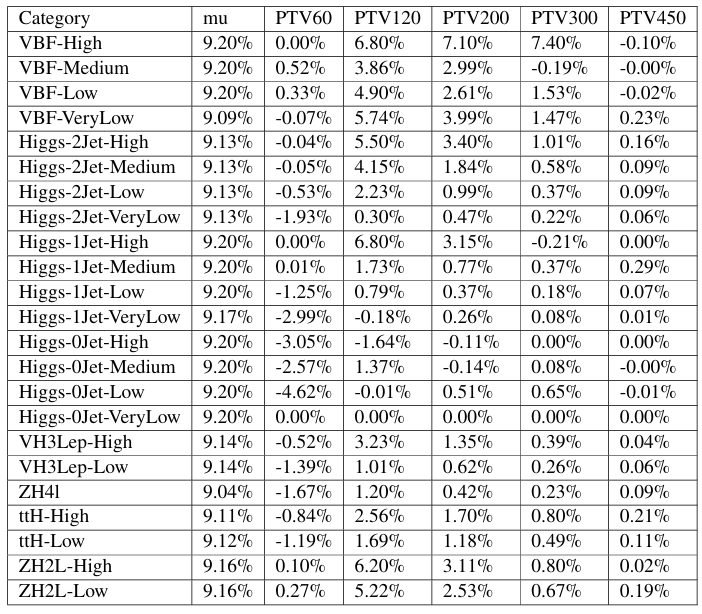 Category mu PTV60 PTV120 PTV200 PTV300 PTV450
VBF-High 9.20% 0.00% 6.80% 7.10% 7.40% -0.10%
VBF-Medium 9.20% 0.52% 3.86% 2.99% -0.19% -0.00%
VBF-Low 9.20% 0.33% 4.90% 2.61% 1.53% -0.02%
VBF-VeryLow 9.09% -0.07% 5.74% 3.99% 1.47% 0.23%
Higgs-2Jet-High 9.13% -0.04% 5.50% 3.40% 1.01% 0.16%
Higgs-2Jet-Medium 9.13% -0.05% 4.15% 1.84% 0.58% 0.09%
Higgs-2Jet-Low 9.13% -0.53% 2.23% 0.99% 0.37% 0.09%
Higgs-2Jet-VeryLow 9.13% -1.93% 0.30% 0.47% 0.22% 0.06%
Higgs-1Jet-High 9.20% 0.00% 6.80% 3.15% -0.21% 0.00%
Higgs-1Jet-Medium 9.20% 0.01% 1.73% 0.77% 0.37% 0.29%
Higgs-1Jet-Low 9.20% -1.25% 0.79% 0.37% 0.18% 0.07%
Higgs-1Jet-VeryLow 9.17% -2.99% -0.18% 0.26% 0.08% 0.01%
Higgs-0Jet-High 9.20% -3.05% -1.64% -0.11% 0.00% 0.00%
Higgs-0Jet-Medium 9.20% -2.57% 1.37% -0.14% 0.08% -0.00%
Higgs-0Jet-Low 9.20% -4.62% -0.01% 0.51% 0.65% -0.01%
Higgs-0Jet-VeryLow 9.20% 0.00% 0.00% 0.00% 0.00% 0.00%
VH3Lep-High 9.14% -0.52% 3.23% 1.35% 0.39% 0.04%
VH3Lep-Low 9.14% -1.39% 1.01% 0.62% 0.26% 0.06%
ZH4l 9.04% -1.67% 1.20% 0.42% 0.23% 0.09%
ttH-High 9.11% -0.84% 2.56% 1.70% 0.80% 0.21%
ttH-Low 9.12% -1.19% 1.69% 1.18% 0.49% 0.11%
ZH2L-High 9.16% 0.10% 6.20% 3.11% 0.80% 0.02%
ZH2L-Low 9.16% 0.27% 5.22% 2.53% 0.67% 0.19%